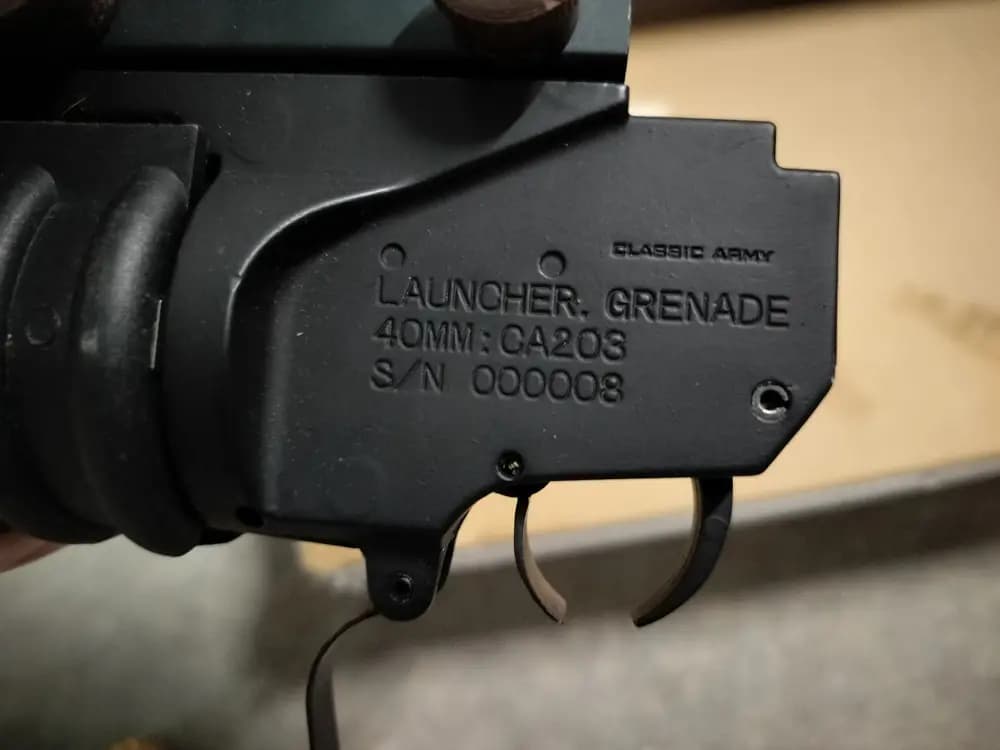 CLASSIC ARMY
LAUNCHER. GRENADE
40MM: CA203
S/N 000008